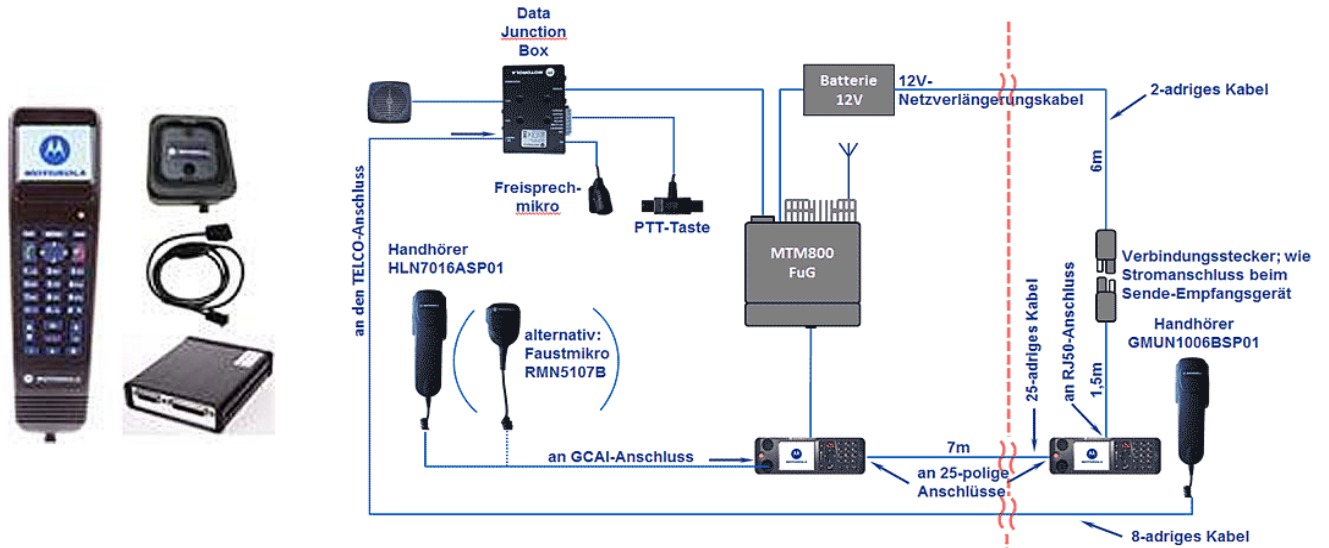 MOTOROLA
Data
Junction
Box
MOTOROLA
Batterie
12V
12V-
Netzverlängerungskabel
2-adriges Kabel
6m
an den TELCO-Anschluss
Freisprech-
mikro
PTT-Taste
MTM800
FuG
Verbindungsstecker; wie
Stromanschluss beim
Sende-Empfangsgerät
Handhörer
HLN7016ASP01
alternativ:
Faustmikro
RMN5107B
25-adriges Kabel
an RJ50-Anschluss
1,5m
Handhörer
GMUN1006BSP01
an GCAI-Anschluss
7m
an 25-polige
Anschlüsse
8-adriges Kabel